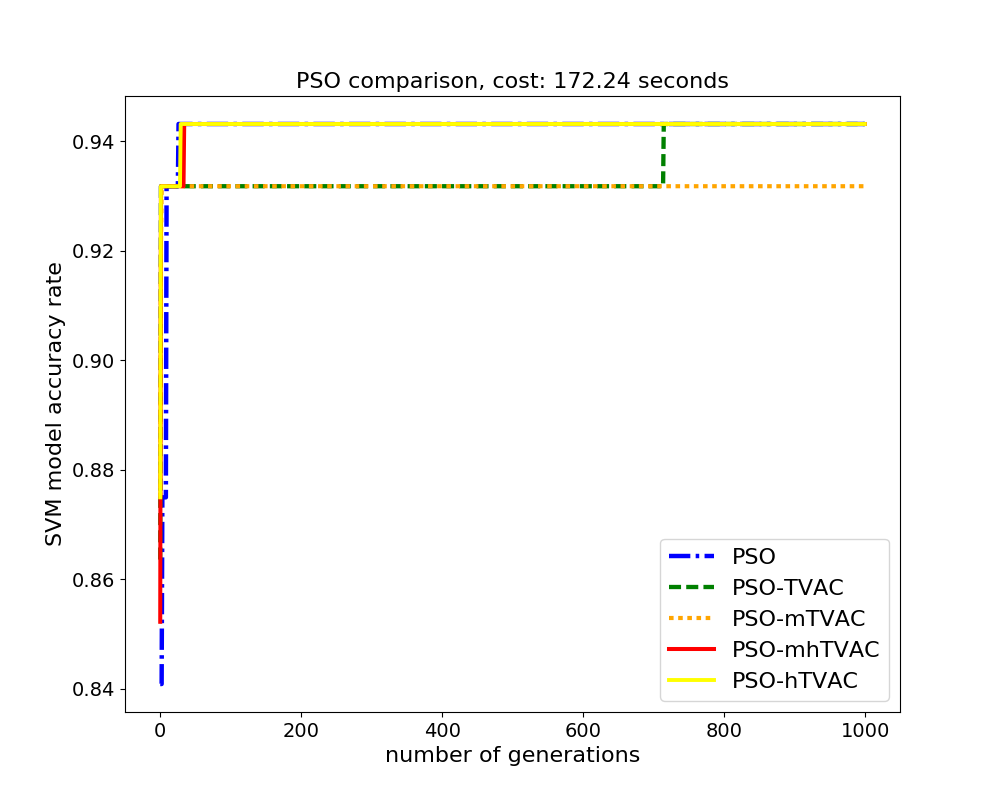 PSO comparison, cost: 172.24 seconds
SVM model accuracy rate
0.94
0.92
0.90
0.88
0.86
0.84
PSO
PSO-TVAC
PSO-mTVAC
PSO-mhTVAC
PSO-hTVAC
0 200 400 600 800 1000
number of generations